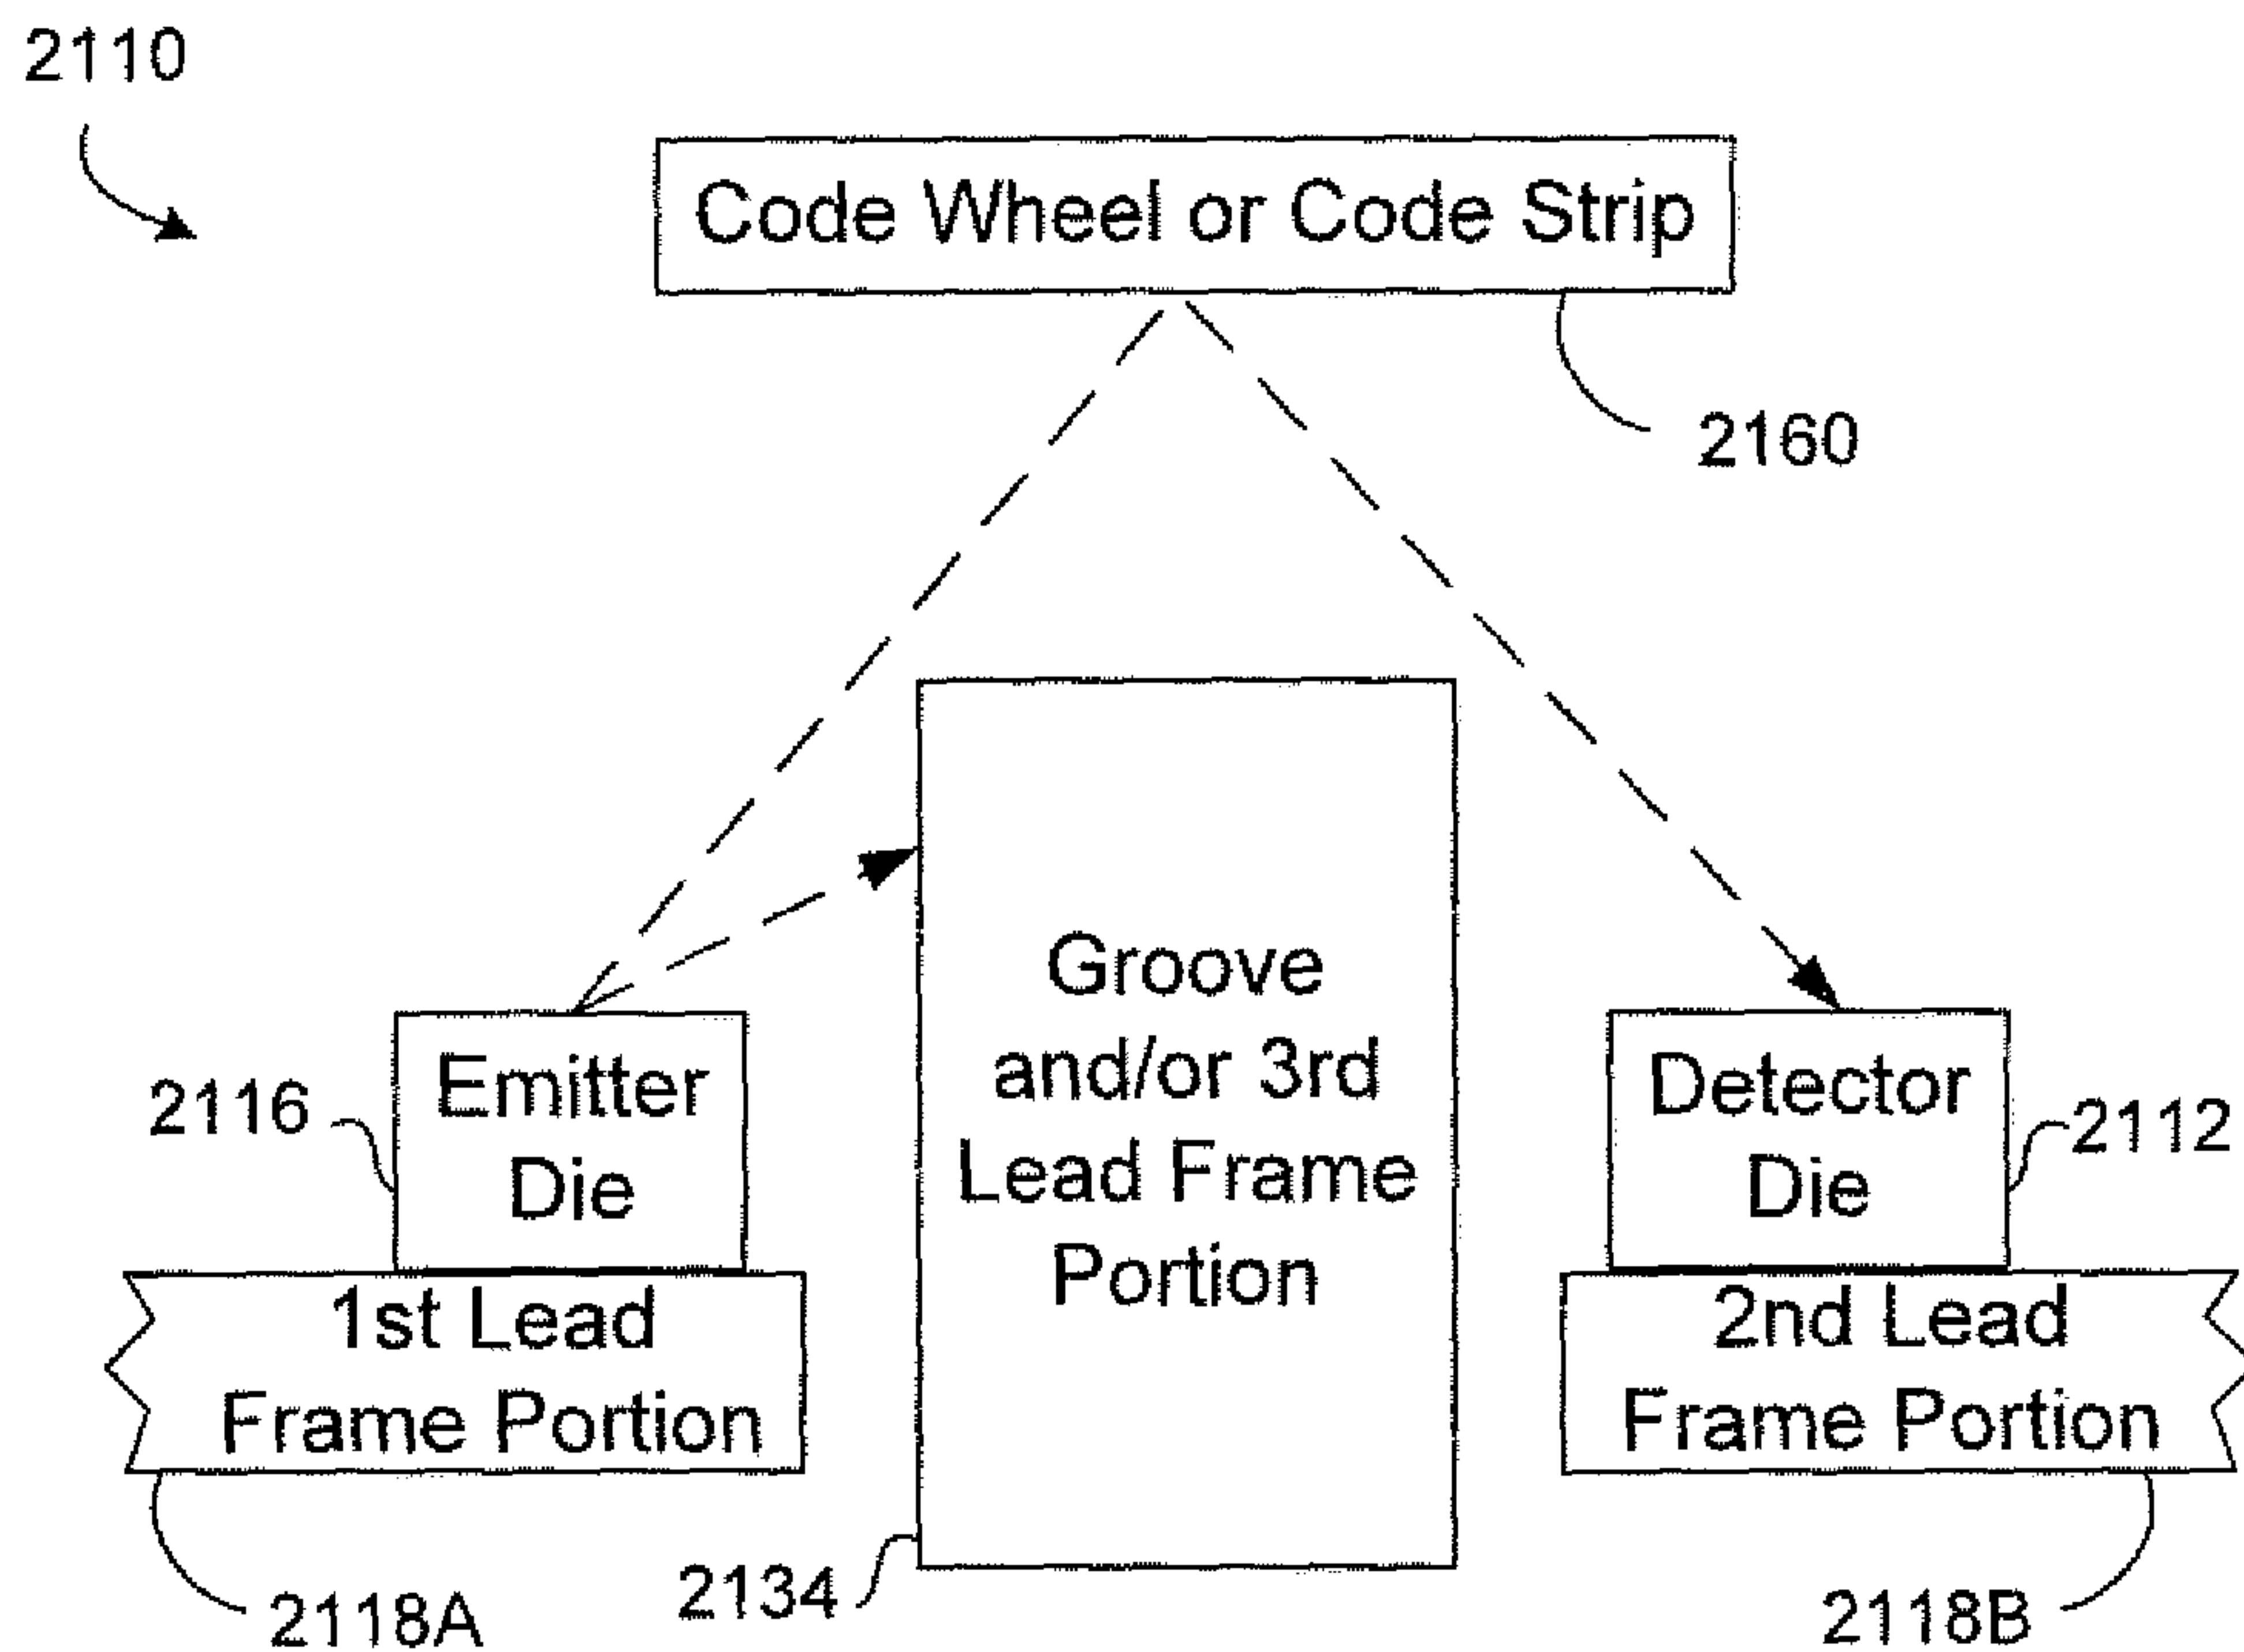 2110
Code Wheel or Code Strip
2160
Groove
and/or 3rd
Lead Frame
Portion
Emitter
Die
2116
Detector
Die
2112
1st Lead
Frame Portion
2nd Lead
Frame Portion
2118A
2134
2118B